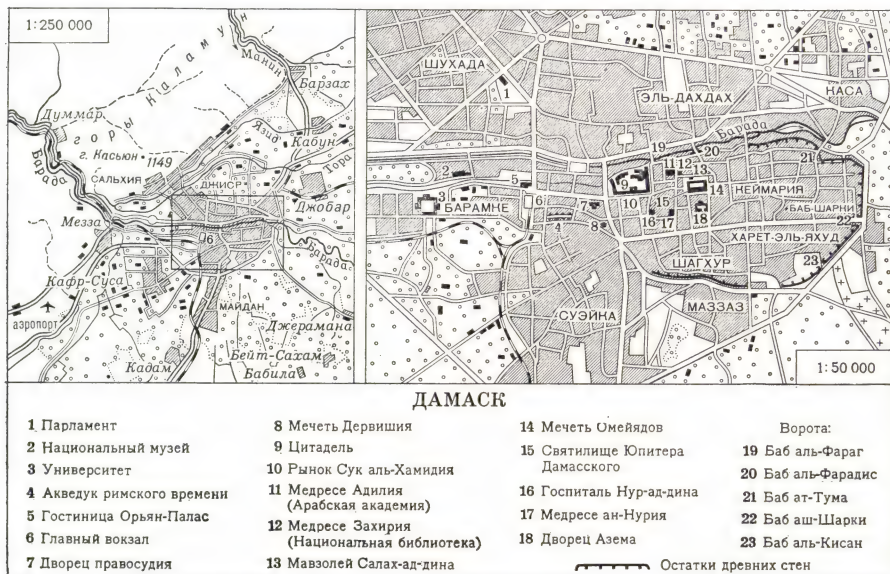 1:250 000
горы Каламун
Манин
Барзах
Думмар
Барада
г. Касьюн 1149
Язид
Кабун
Тора
САЛЬХИЯ
ДЖИСР
Джобар
Мезза
6
Барада
Кафр-Суса
МАЙДАН
аэропорт
Джерамана
Кадам
Бейт-Сахам
Бабила
ШУХАДА
1
ЭЛЬ-ДАХДАХ
КАСА
Барада
19
20
21
2
11 12
13
5
9
14
КЕЙМАРИЯ
3
БАРАМКЕ
6
7
10
15
18
БАБ-ШАРКИ
4
8
16 17
22
ХАРЕТ-ЭЛЬ-ЯХУД
ШАГХУР
23
СУЭЙКА
МАЗЗАЗ
1:50 000
ДАМАСК
1 Парламент
2 Национальный музей
3 Университет
4 Акведук римского времени
5 Гостиница Орьян-Палас
6 Главный вокзал
7 Дворец правосудия
8 Мечеть Дервишия
9 Цитадель
10 Рынок Сук аль-Хамидия
11 Медресе Адилия
(Арабская академия)
12 Медресе Захирия
(Национальная библиотека)
13 Мавзолей Салах-ад-дина
14 Мечеть Омейядов
15 Святилище Юпитера
Дамасского
16 Госпиталь Нур-ад-дина
17 Медресе ан-Нурия
18 Дворец Азема
Ворота:
19 Баб аль-Фараг
20 Баб аль-Фарадис
21 Баб ат-Тума
22 Баб аш-Шарки
23 Баб аль-Кисан
Остатки древних стен